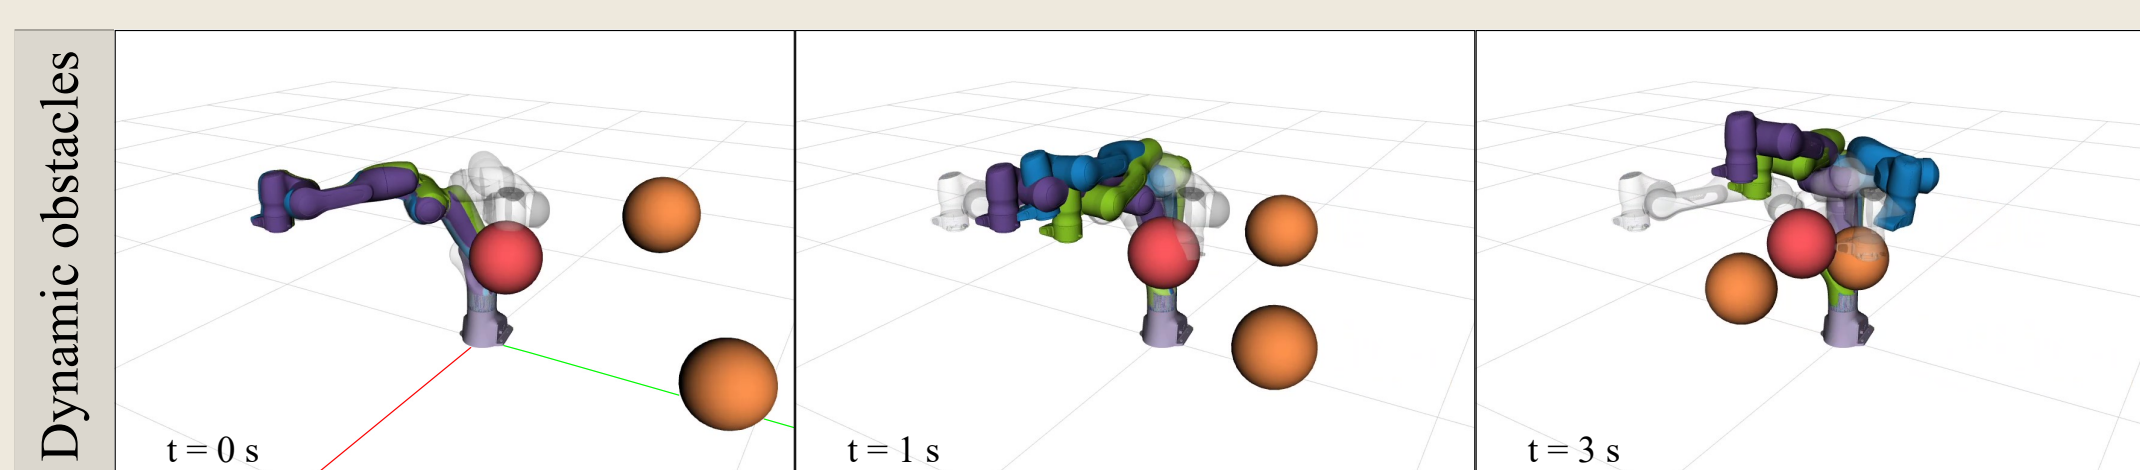 Dynamic obstacles
t = 0 s
t = 1 s
t = 3 s